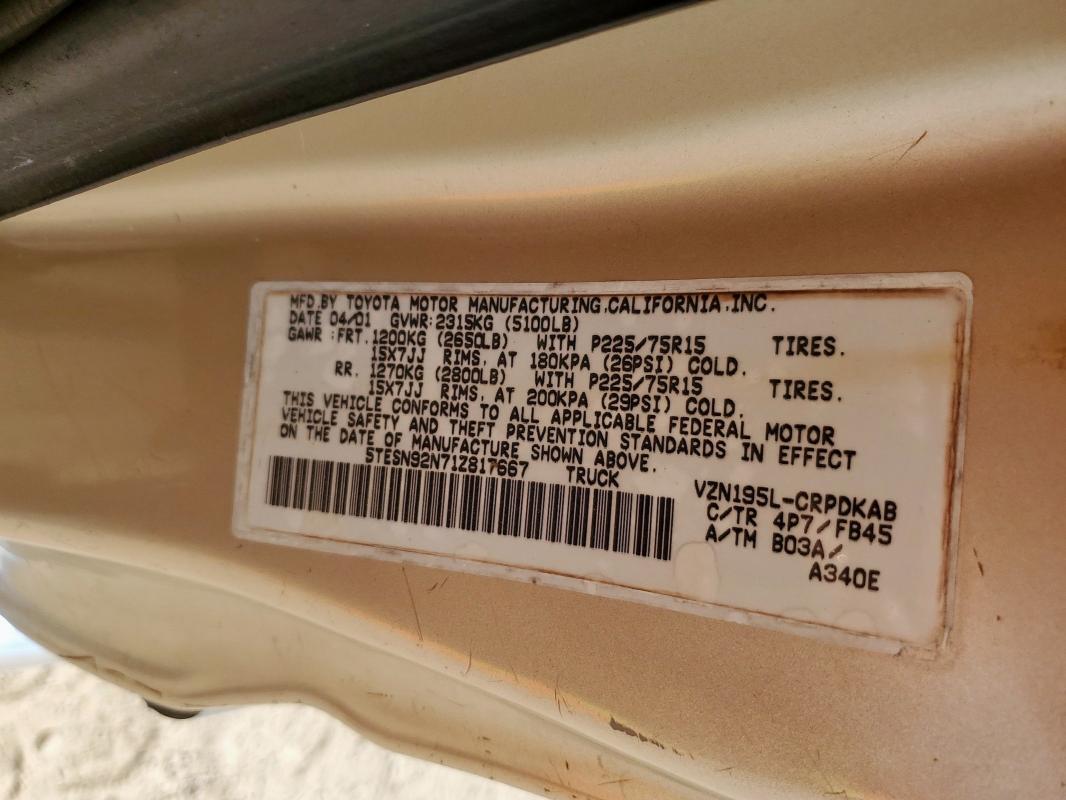 MFD.BY TOYOTA MOTOR MANUFACTURING,CALIFORNIA,INC.
DATE 04/01 GVWR:2315KG (5100LB)
GAWR :FRT. 1200KG (2650LB) WITH P225/75R15 TIRES.
15X7JJ RIMS, AT 180KPA (26PSI) COLD.
RR. 1270KG (2800LB) WITH P225/75R15 TIRES.
15X7JJ RIMS, AT 200KPA (29PSI) COLD.
THIS VEHICLE CONFORMS TO ALL APPLICABLE FEDERAL MOTOR
VEHICLE SAFETY AND THEFT PREVENTION STANDARDS IN EFFECT
ON THE DATE OF MANUFACTURE SHOWN ABOVE.
5TESN92N71Z817667 TRUCK
VZN195L-CRPDKAB
C/TR 4P7/FB45
A/TM B03A/
A340E